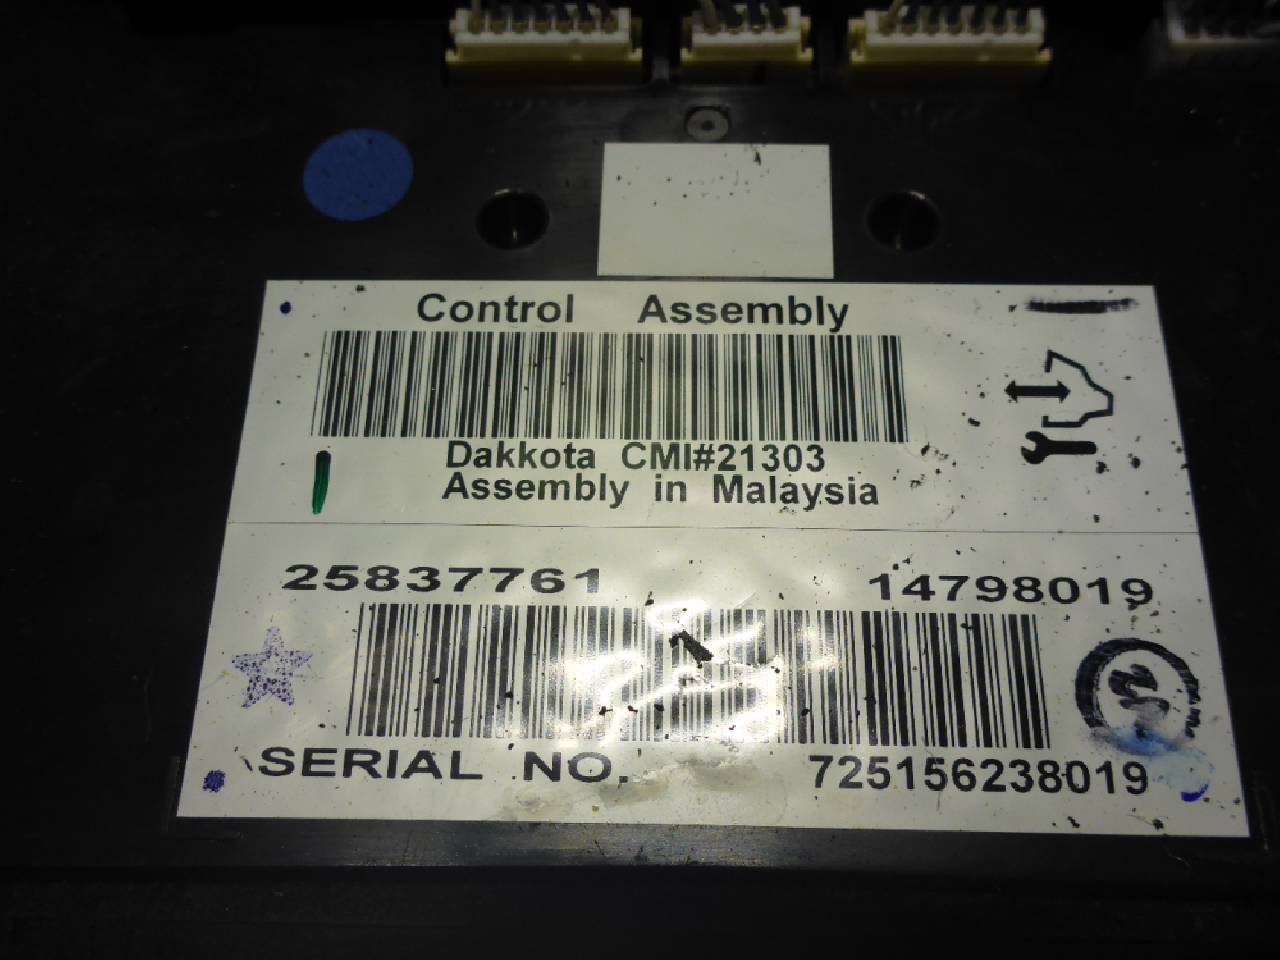 Control Assembly
Dakkota CMI#21303
Assembly in Malaysia
25837761 14798019
SERIAL NO. 725156238019